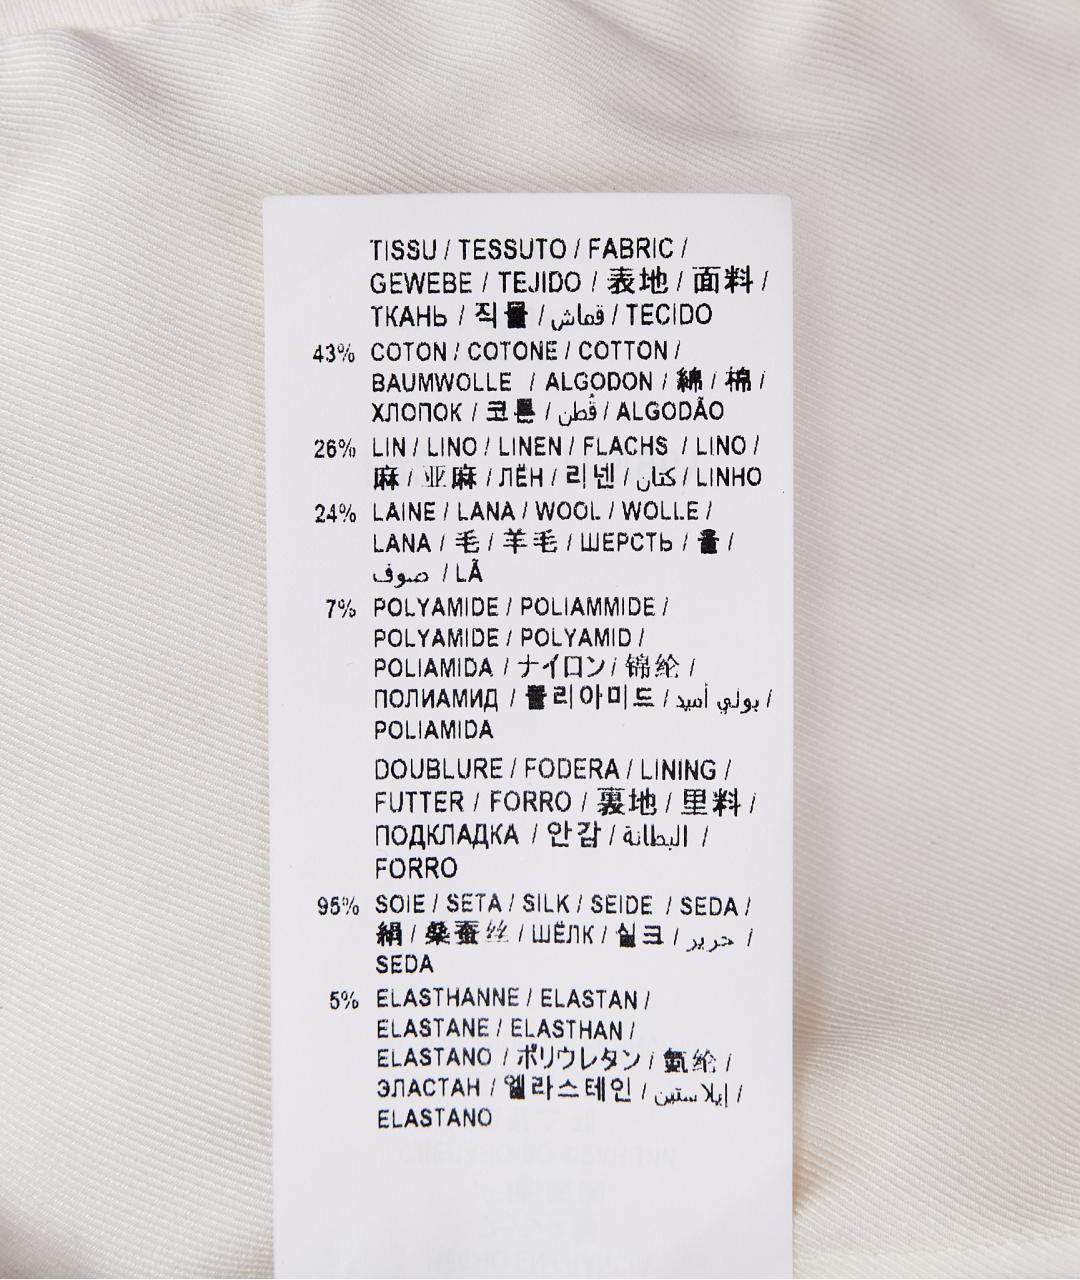 TISSU / TESSUTO / FABRIC /
GEWEBE / TEJIDO / 表地 / 面料 /
ТКАНЬ / 직물 / قماش / TECIDO
43% COTON / COTONE / COTTON /
BAUMWOLLE / ALGODON / 綿 / 棉 /
ХЛОПОК / 코튼 / قُطن / ALGODÃO
26% LIN / LINO / LINEN / FLACHS / LINO /
麻 / 亚麻 / ЛЁН / 리넨 / كتان / LINHO
24% LAINE / LANA / WOOL / WOLLE /
LANA / 毛 / 羊毛 / ШЕРСТЬ / 울 /
صوف / LÃ
7% POLYAMIDE / POLIAMMIDE /
POLYAMIDE / POLYAMID /
POLIAMIDA / ナイロン / 锦纶 /
ПОЛИАМИД / 폴리아미드 / بولي أميد /
POLIAMIDA
DOUBLURE / FODERA / LINING /
FUTTER / FORRO / 裏地 / 里料 /
ПОДКЛАДКА / 안감 / البطانة /
FORRO
95% SOIE / SETA / SILK / SEIDE / SEDA /
絹 / 桑蚕丝 / ШЁЛК / 실크 / حرير /
SEDA
5% ELASTHANNE / ELASTAN /
ELASTANE / ELASTHAN /
ELASTANO / ポリウレタン / 氨纶 /
ЭЛАСТАН / 엘라스테인 / إيلاستين /
ELASTANO